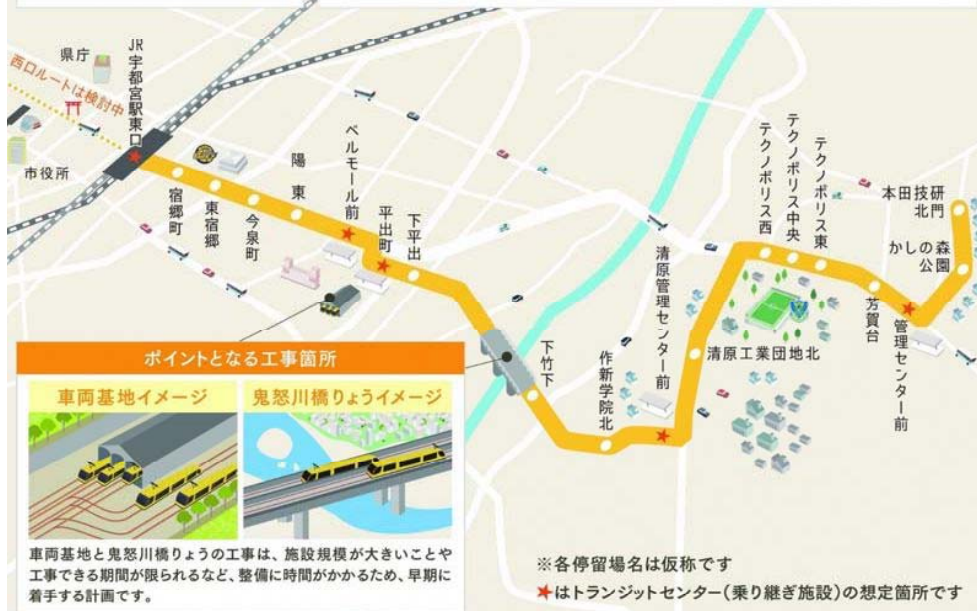 県庁
JR宇都宮駅東口
西口ルートは検討中
市役所
宿郷町
東宿郷
今泉町
陽東
ベルモール前
平出町
下平出
下竹下
作新学院北
清原管理センター前
清原工業団地北
テクノポリス西
テクノポリス中央
テクノポリス東
芳賀台
管理センター前
かしの森
公園
本田技研
北門
ポイントとなる工事箇所
車両基地イメージ
鬼怒川橋りょうイメージ
車両基地と鬼怒川橋りょうの工事は、施設規模が大きいことや
工事できる期間が限られるなど、整備に時間がかかるため、早期に
着手する計画です。
※各停留場名は仮称です
★はトランジットセンター(乗り継ぎ施設)の想定箇所です